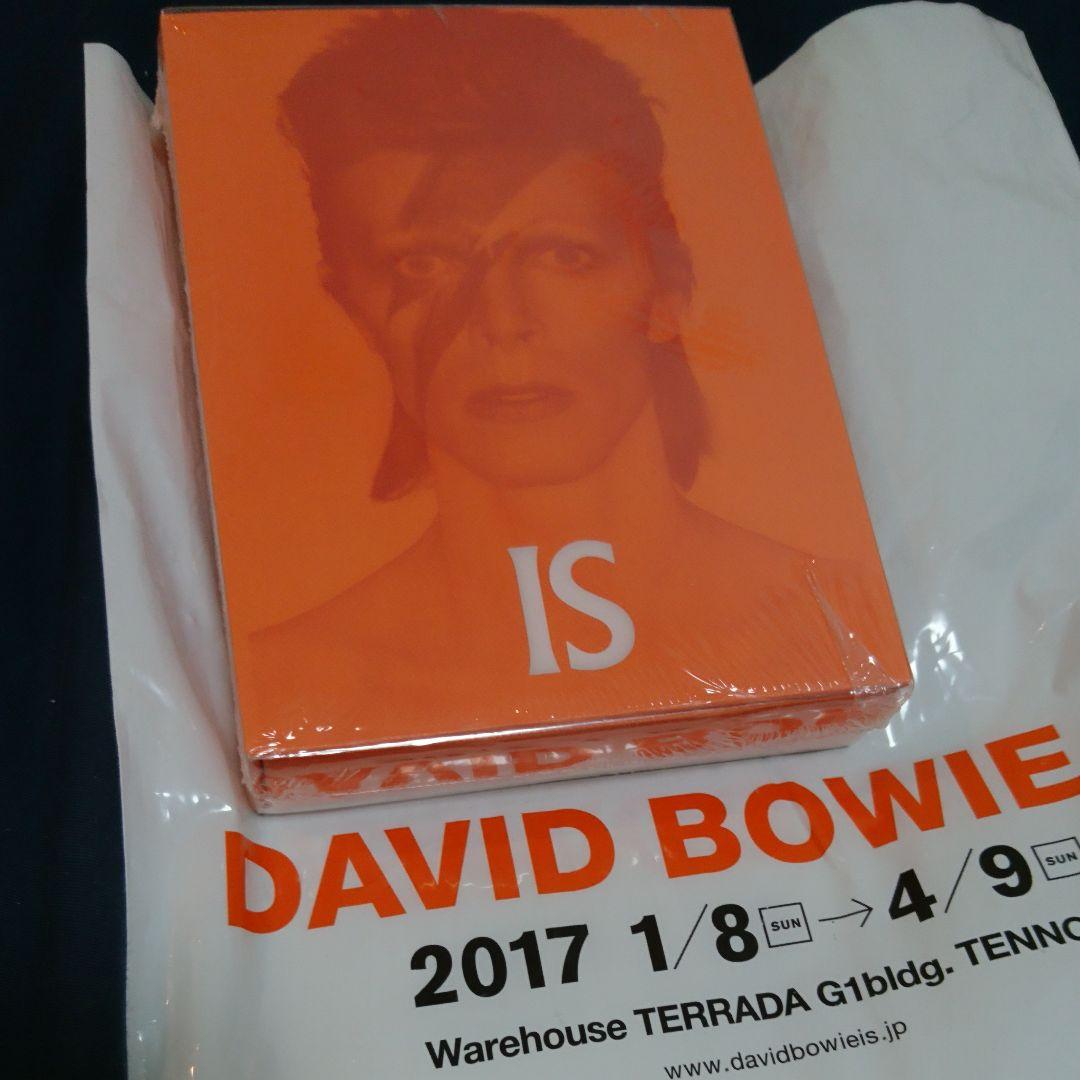 IS
DAVID BOWIE
2017 1/8 SUN → 4/9 SUN
Warehouse TERRADA G1bldg. TENNO
www.davidbowieis.jp